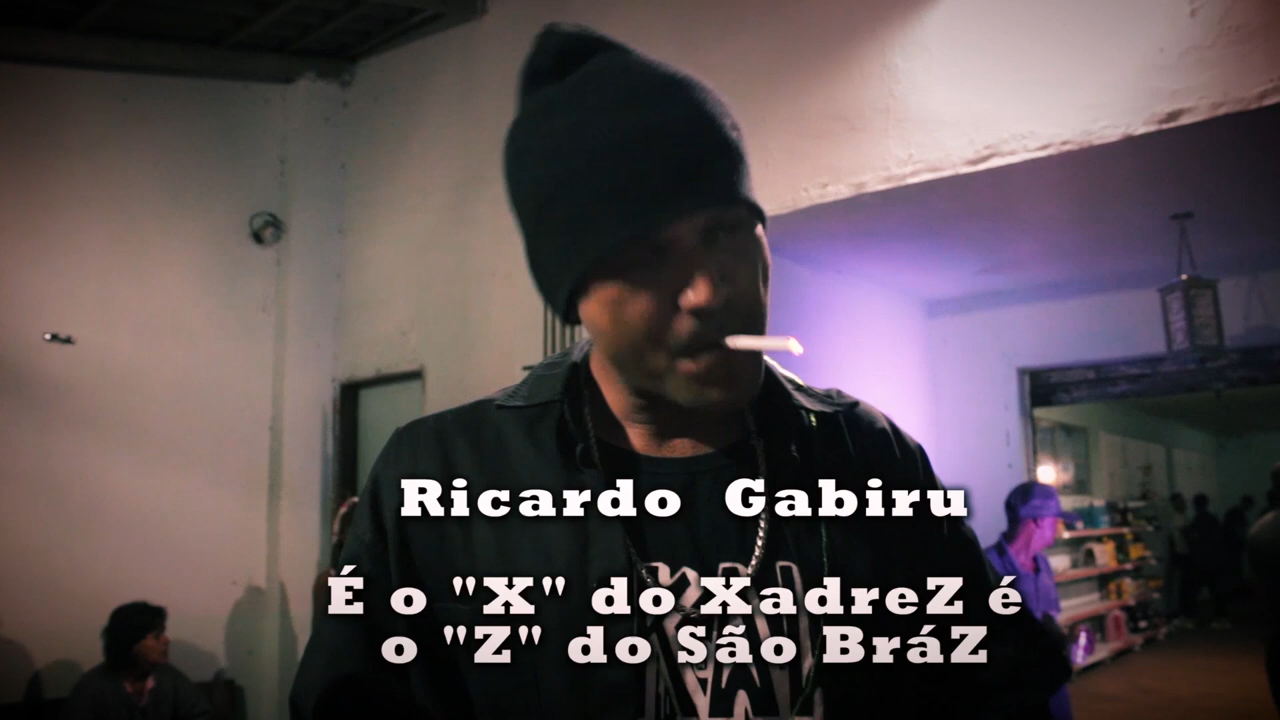 Ricardo Gabiru
É o "X" do XadreZ é
o "Z" do São BráZ